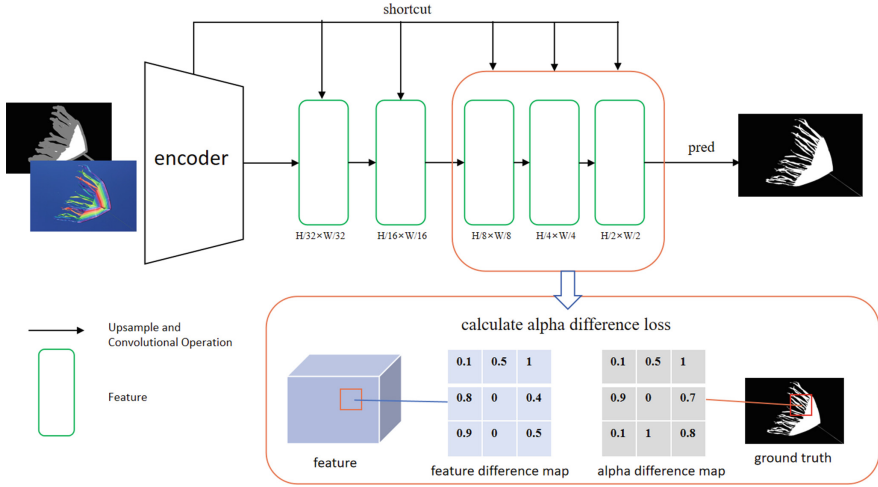 shortcut
encoder
pred
H/32×W/32
H/16×W/16
H/8×W/8
H/4×W/4
H/2×W/2
Upsample and
Convolutional Operation
Feature
calculate alpha difference loss
0.1 0.5 1
0.8 0 0.4
0.9 0 0.5
0.1 0.5 1
0.9 0 0.7
0.1 1 0.8
feature
feature difference map
alpha difference map
ground truth